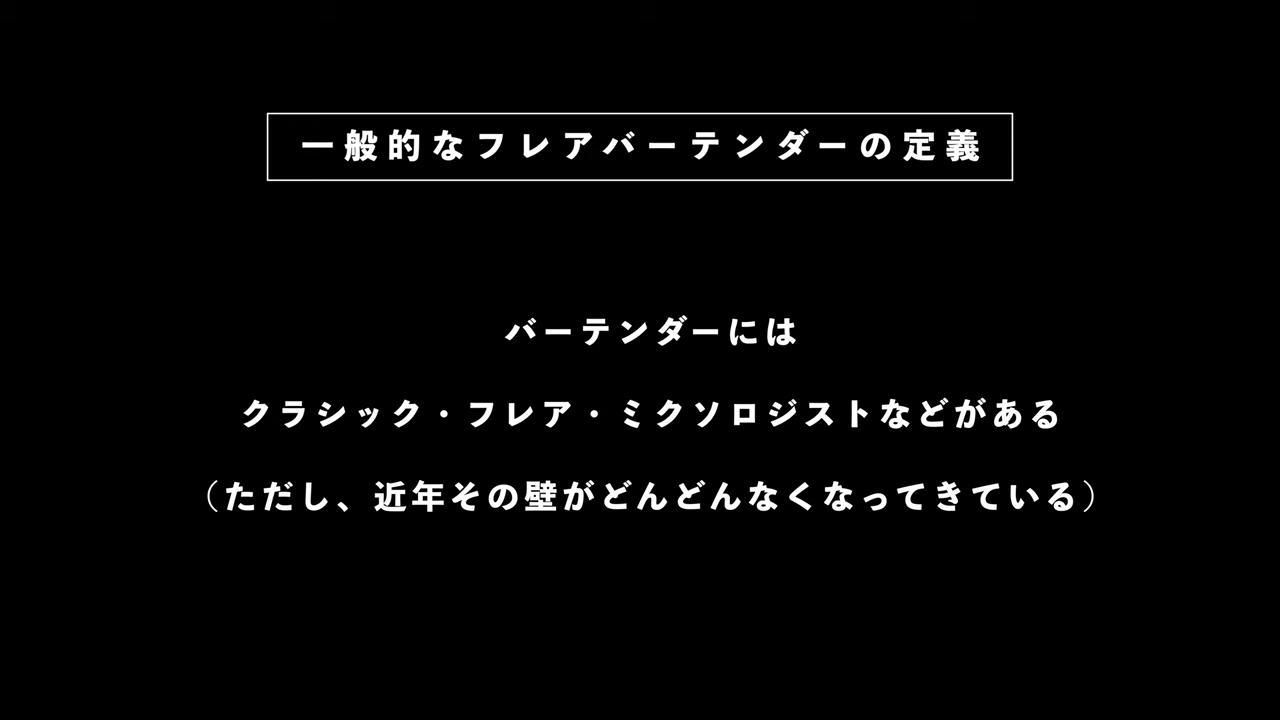 一般的なフレアバーテンダーの定義
バーテンダーには
クラシック・フレア・ミクソロジストなどがある
（ただし、近年その壁がどんどんなくなってきている）